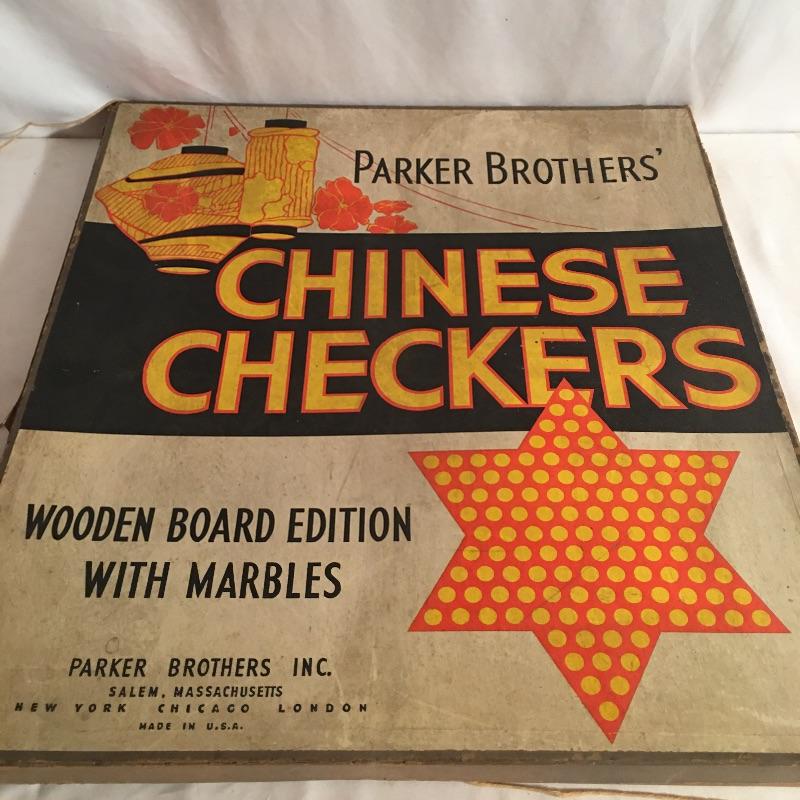 PARKER BROTHERS'
CHINESE
CHECKERS
WOODEN BOARD EDITION
WITH MARBLES
PARKER BROTHERS INC.
SALEM, MASSACHUSETTS
NEW YORK CHICAGO LONDON
MADE IN U.S.A.